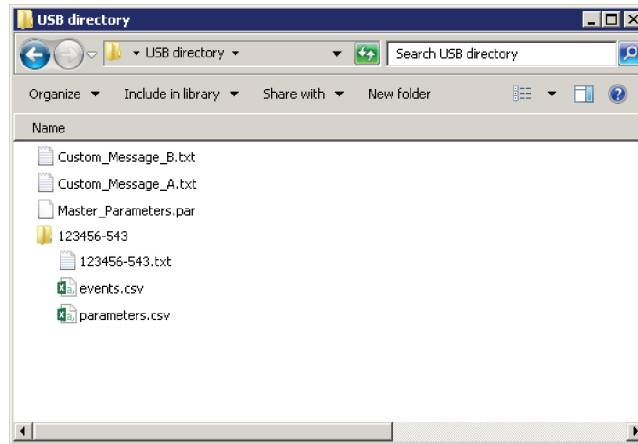 USB directory
USB directory Search USB directory
Organize Include in library Share with New folder
Name
Custom_Message_B.txt
Custom_Message_A.txt
Master_Parameters.par
123456-543
123456-543.txt
events.csv
parameters.csv